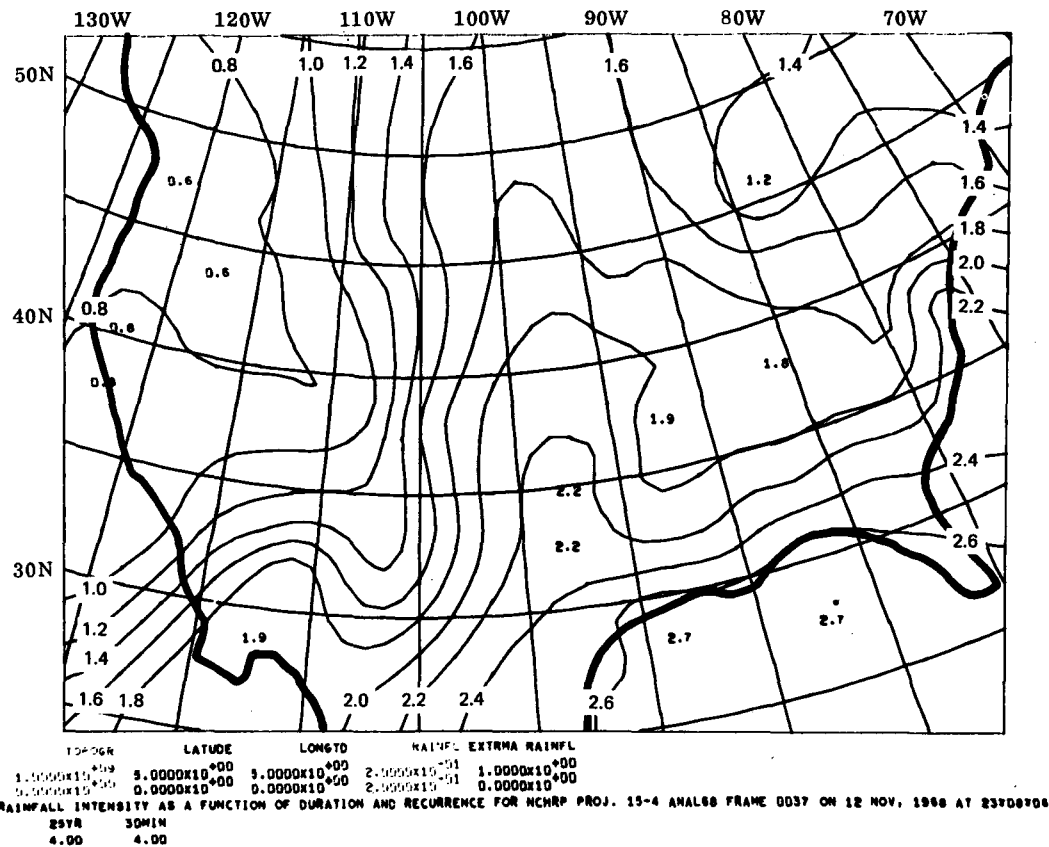 130W 120W 110W 100W 90W 80W 70W
0.8 1.0 1.2 1.4 1.6 1.6 1.4
50N
1.4
0.6 1.2 1.6
1.8
0.6 2.0
2.2
40N 0.8
1.8
1.9
2.4
2.2
2.2 2.6
30N
1.0
1.2 1.9 2.7 2.7
1.4
1.6 1.8 2.0 2.2 2.4 2.6
TOPOGR LATUDE LONGTD RAINFL EXTRMA RAINFL
5.0000X10+00 5.0000X10+00 1.0000X10+00
0.0000X10+00 0.0000X10+00 0.0000X10+00
RAINFALL INTENSITY AS A FUNCTION OF DURATION AND RECURRENCE FOR NCHRP PROJ. 15-4 ANAL68 FRAME 0037 ON 12 NOV, 1968 AT
25YR 30MIN
4.00 4.00